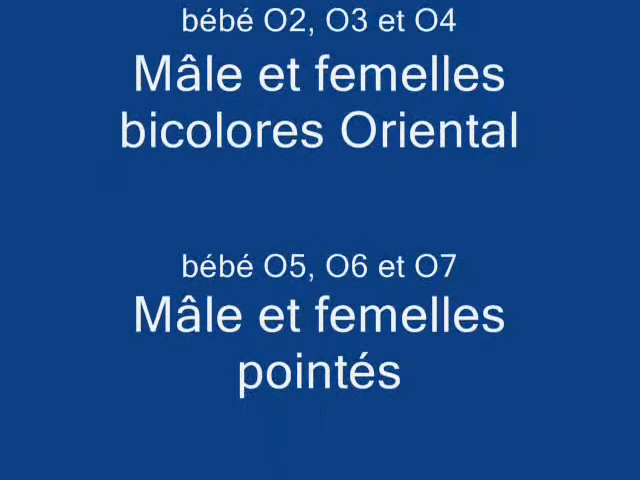 bébé O2, O3 et O4
Mâle et femelles
bicolores Oriental
bébé O5, O6 et O7
Mâle et femelles
pointés